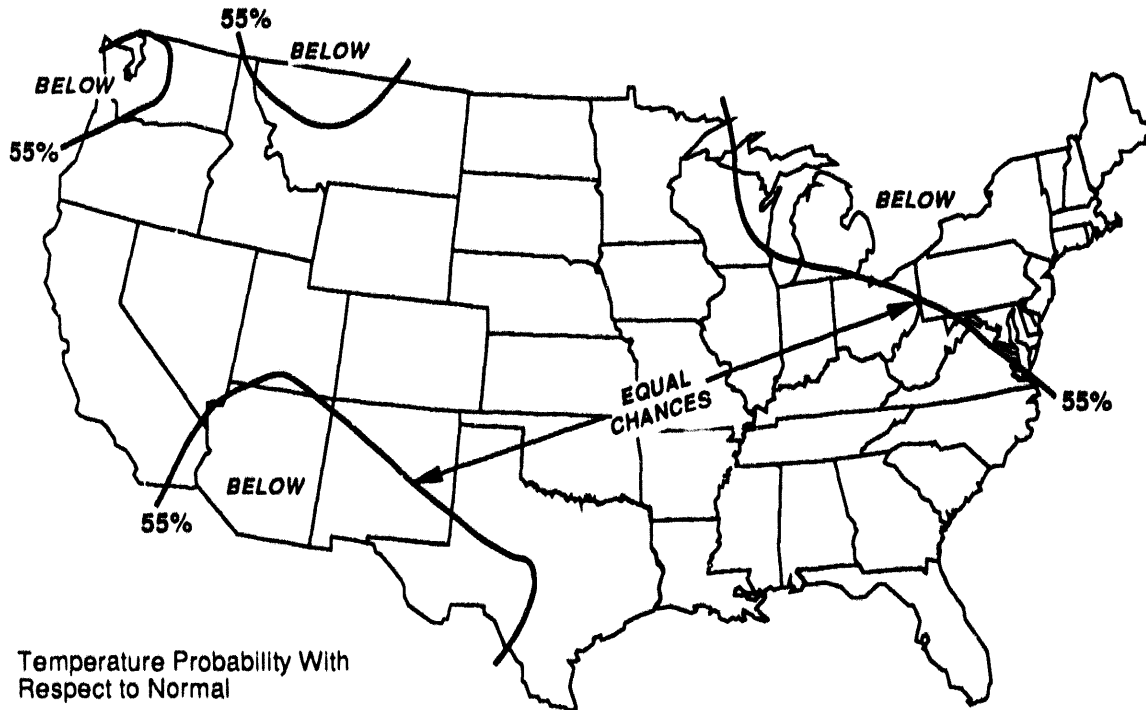 55%
BELOW
BELOW
55%
BELOW
EQUAL
CHANCES
55%
BELOW
55%
Temperature Probability With
Respect to Normal